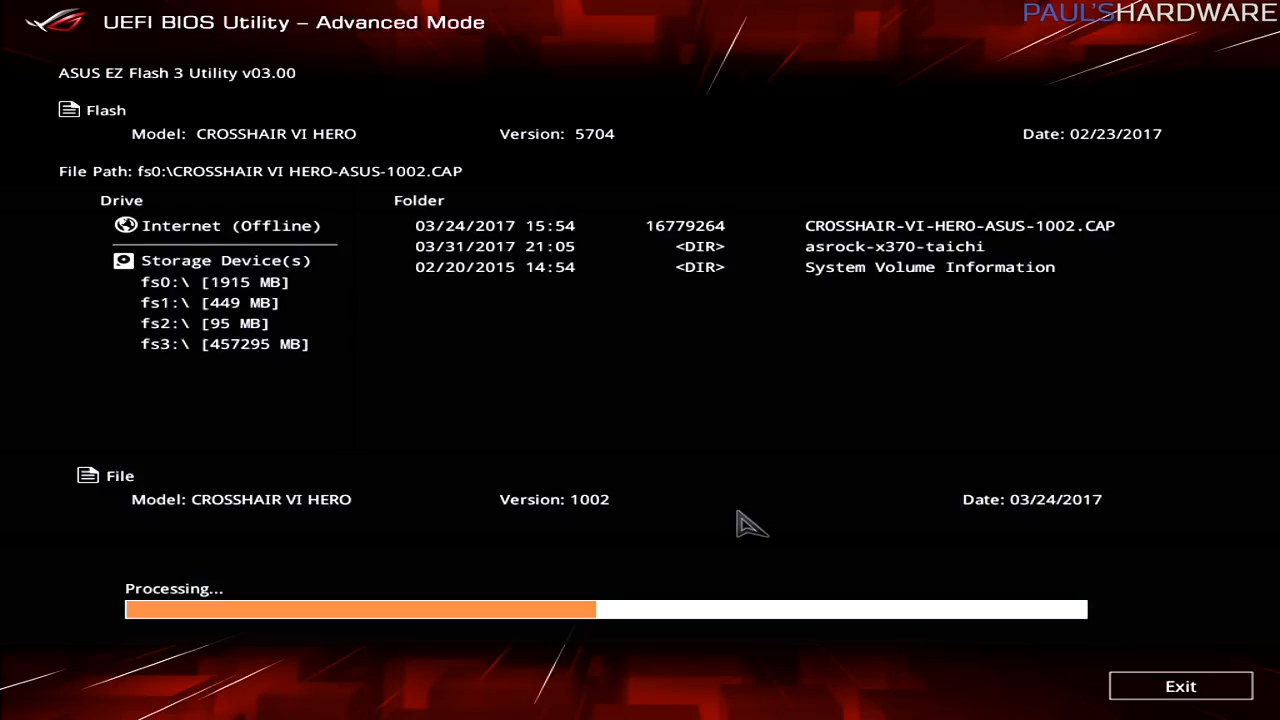 UEFI BIOS Utility – Advanced Mode
PAUL'SHARDWARE
ASUS EZ Flash 3 Utility v03.00
Flash
Model: CROSSHAIR VI HERO Version: 5704 Date: 02/23/2017
File Path: fs0:\CROSSHAIR VI HERO-ASUS-1002.CAP
Drive Folder
Internet (Offline) 03/24/2017 15:54 16779264 CROSSHAIR-VI-HERO-ASUS-1002.CAP
03/31/2017 21:05 <DIR> asrock-x370-taichi
Storage Device(s) 02/20/2015 14:54 <DIR> System Volume Information
fs0:\ [1915 MB]
fs1:\ [449 MB]
fs2:\ [95 MB]
fs3:\ [457295 MB]
File
Model: CROSSHAIR VI HERO Version: 1002 Date: 03/24/2017
Processing...
Exit